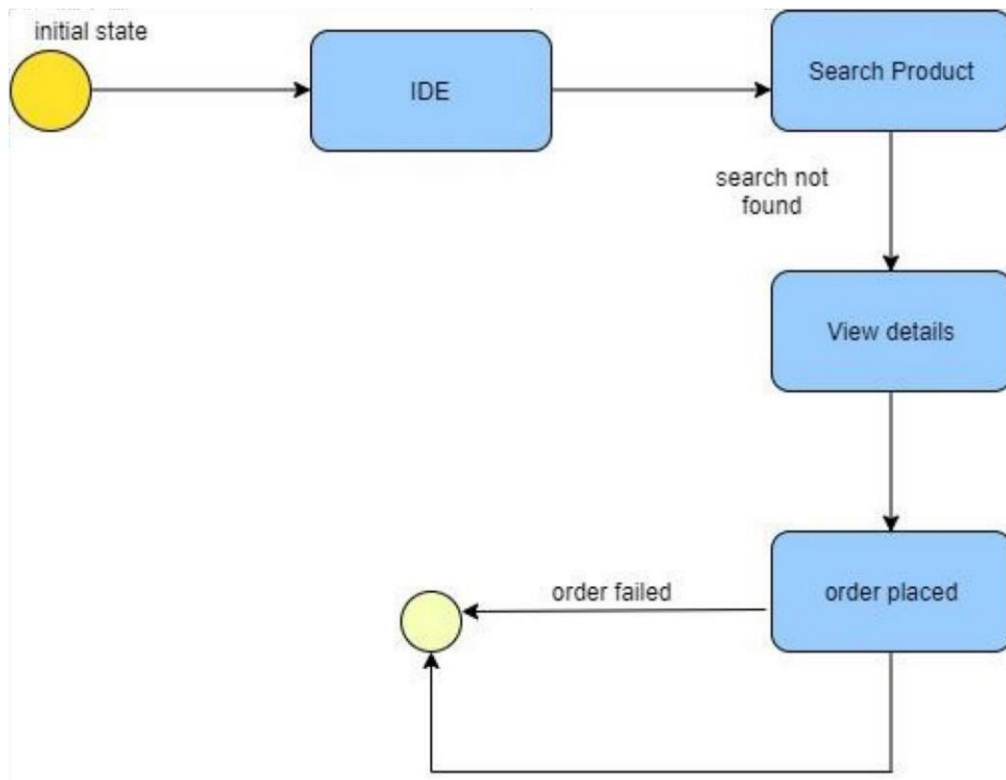 initial state
IDE
Search Product
search not
found
View details
order failed
order placed